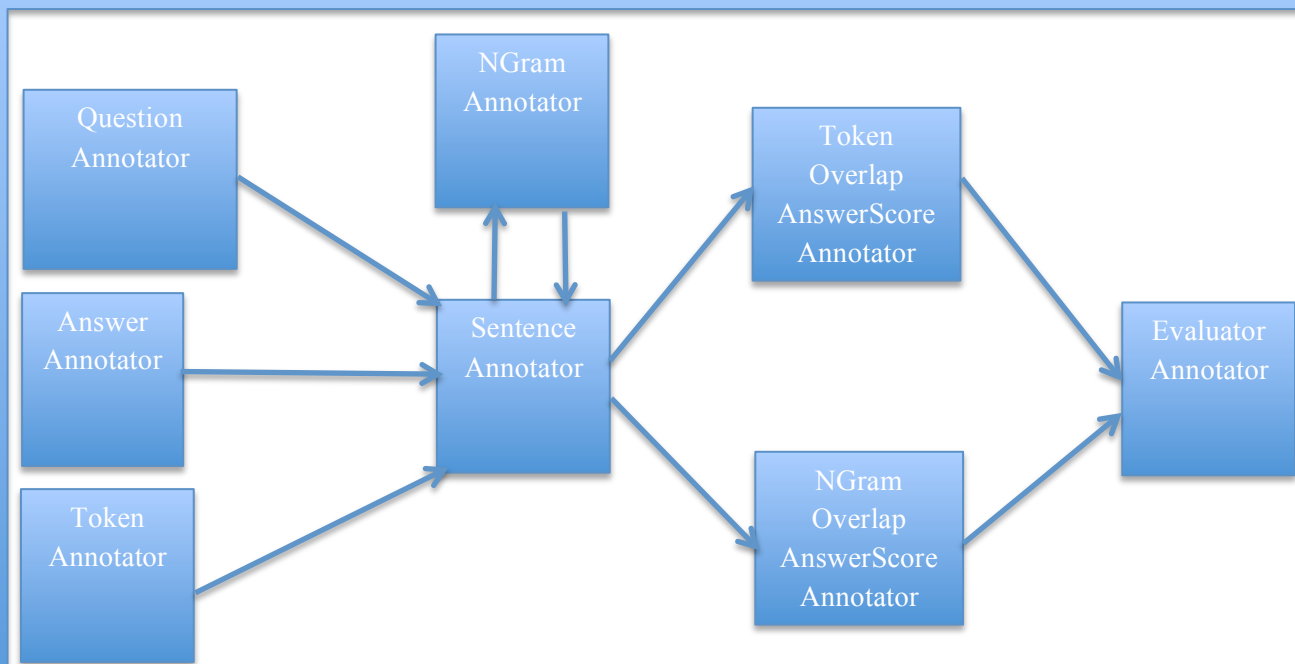 Question
Annotator
Answer
Annotator
Token
Annotator
NGram
Annotator
Sentence
Annotator
Token
Overlap
AnswerScore
Annotator
NGram
Overlap
AnswerScore
Annotator
Evaluator
Annotator